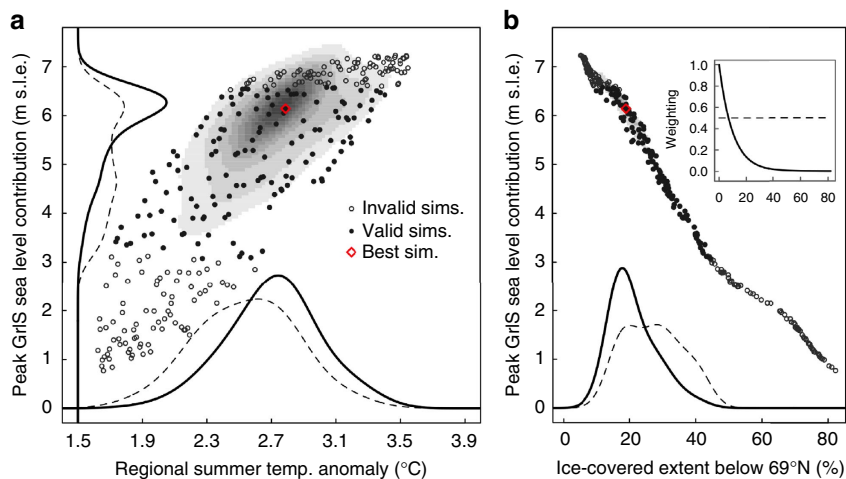 a
Peak GrIS sea level contribution (m s.l.e.)
7
6
5
4
3
2
1
0
Invalid sims.
Valid sims.
Best sim.
1.5 1.9 2.3 2.7 3.1 3.5 3.9
Regional summer temp. anomaly (°C)
b
Peak GrIS sea level contribution (m s.l.e.)
7
6
5
4
3
2
1
0
Weighting
1.0
0.8
0.6
0.4
0.2
0.0
0 20 40 60 80
0 20 40 60 80
Ice-covered extent below 69°N (%)